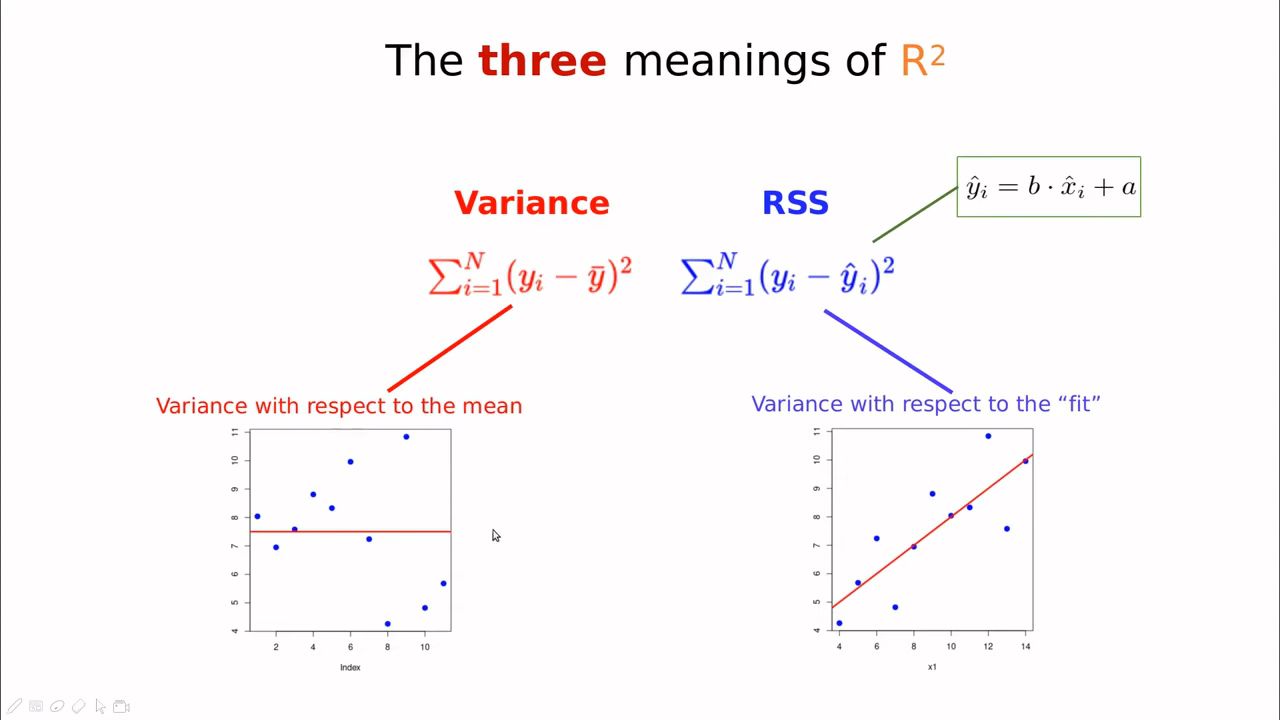 The three meanings of R²
Variance
RSS
ŷᵢ = b · x̂ᵢ + a
∑ᵢ₌₁ᴺ(yᵢ − ȳ)²
∑ᵢ₌₁ᴺ(yᵢ − ŷᵢ)²
Variance with respect to the mean
Variance with respect to the “fit”
11
10
9
8
7
6
5
4
2 4 6 8 10
Index
11
10
9
8
7
6
5
4
4 6 8 10 12 14
x1